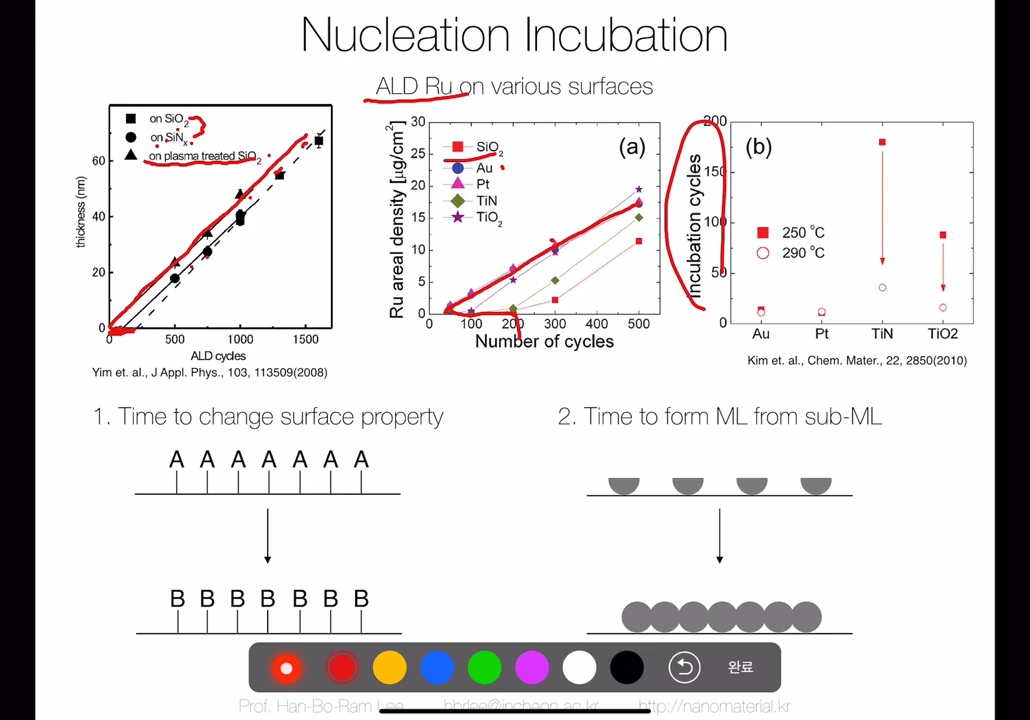 Nucleation Incubation
ALD Ru on various surfaces
on SiO2
on SiNx
on plasma treated SiO2
thickness (nm)
60
40
20
0
0
500
1000
1500
ALD cycles
Yim et. al., J Appl. Phys., 103, 113509(2008)
(a)
SiO2
Au
Pt
TiN
TiO2
Ru areal density [μg/cm2]
30
25
20
15
10
5
0
0 100 200 300 400 500
Number of cycles
(b)
Incubation cycles
200
150
100
50
0
250 °C
290 °C
Au Pt TiN TiO2
Kim et al., Chem. Mater., 22, 2850(2010)
1. Time to change surface property
A A A A A A A
B B B B B B B
2. Time to form ML from sub-ML
완료
Prof. Han-Bo-Ram Lee hbrlee@incheon.ac.kr http://nanomaterial.kr